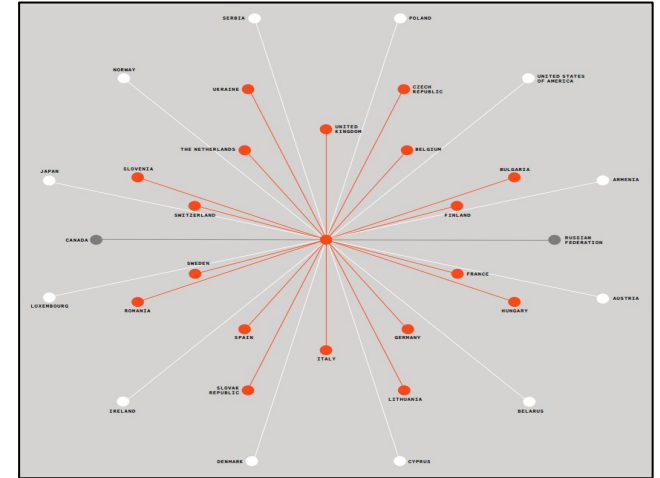 SERBIA
POLAND
NORWAY
UKRAINE
CZECH
REPUBLIC
UNITED STATES
OF AMERICA
UNITED
KINGDOM
THE NETHERLANDS
BELGIUM
JAPAN
SLOVENIA
BULGARIA
ARMENIA
SWITZERLAND
FINLAND
CANADA
RUSSIAN
FEDERATION
SWEDEN
FRANCE
LUXEMBOURG
ROMANIA
HUNGARY
AUSTRIA
SPAIN
GERMANY
ITALY
SLOVAK
REPUBLIC
LITHUANIA
IRELAND
BELARUS
DENMARK
CYPRUS